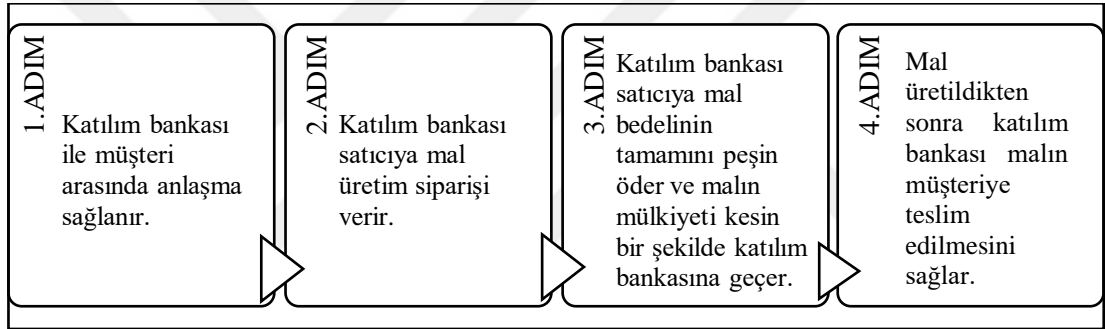 1.ADIM
Katılım bankası
ile müşteri
arasında anlaşma
sağlanır.
2.ADIM
Katılım bankası
satıcıya mal
üretim siparişi
verir.
3.ADIM
Katılım bankası
satıcıya mal
bedelinin
tamamını peşin
öder ve malın
mülkiyeti kesin
bir şekilde katılım
bankasına geçer.
4.ADIM
Mal
üretildikten
sonra katılım
bankası malın
müşteriye
teslim
edilmesini
sağlar.